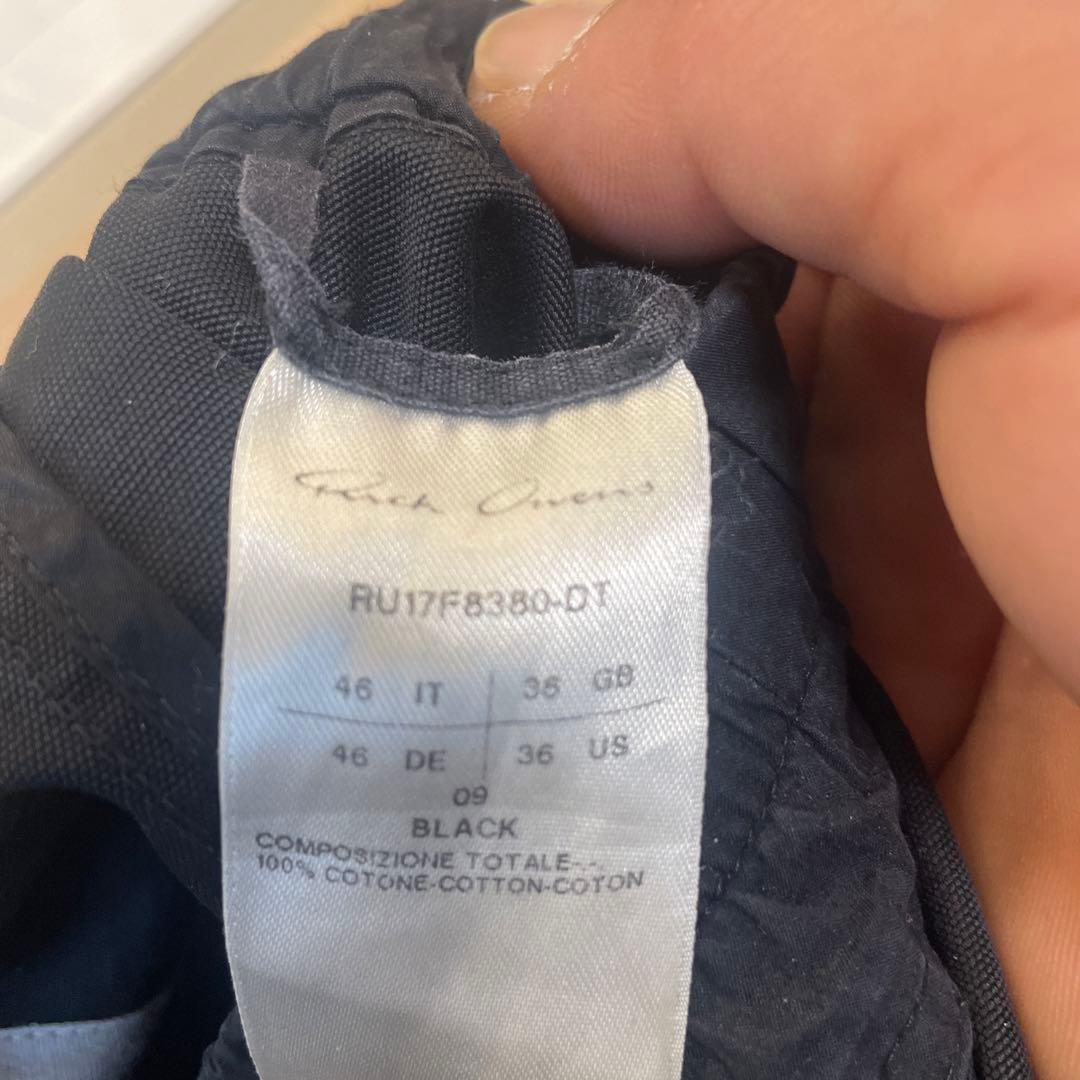 Rick Owens
RU17F8380-DT
46 IT 36 GB
46 DE 36 US
09
BLACK
COMPOSIZIONE TOTALE--.
100% COTONE-COTTON-COTON